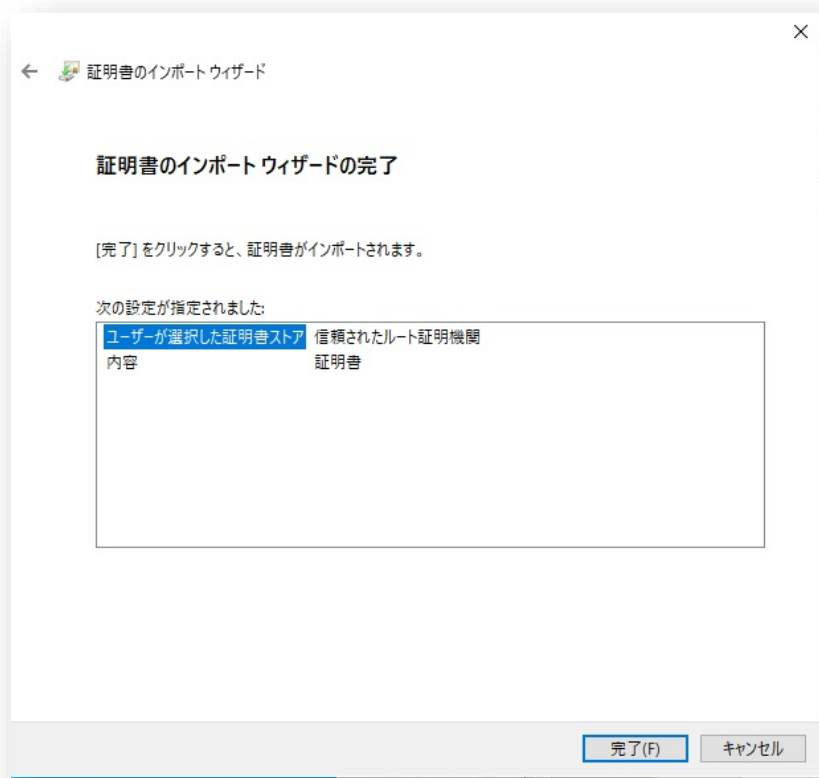 証明書のインポート ウィザード
証明書のインポート ウィザードの完了
[完了] をクリックすると、証明書がインポートされます。
次の設定が指定されました:
ユーザーが選択した証明書ストア 信頼されたルート証明機関
内容 証明書
完了(F) キャンセル